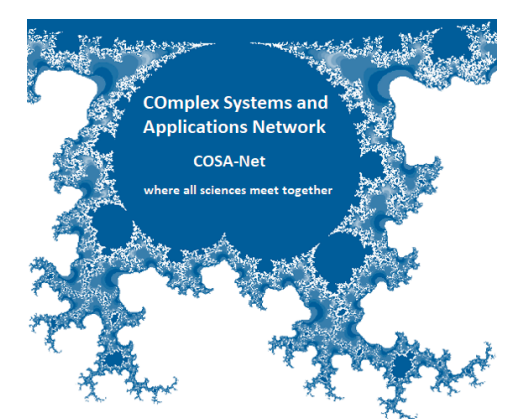 COmplex Systems and
Applications Network
COSA-Net
where all sciences meet together